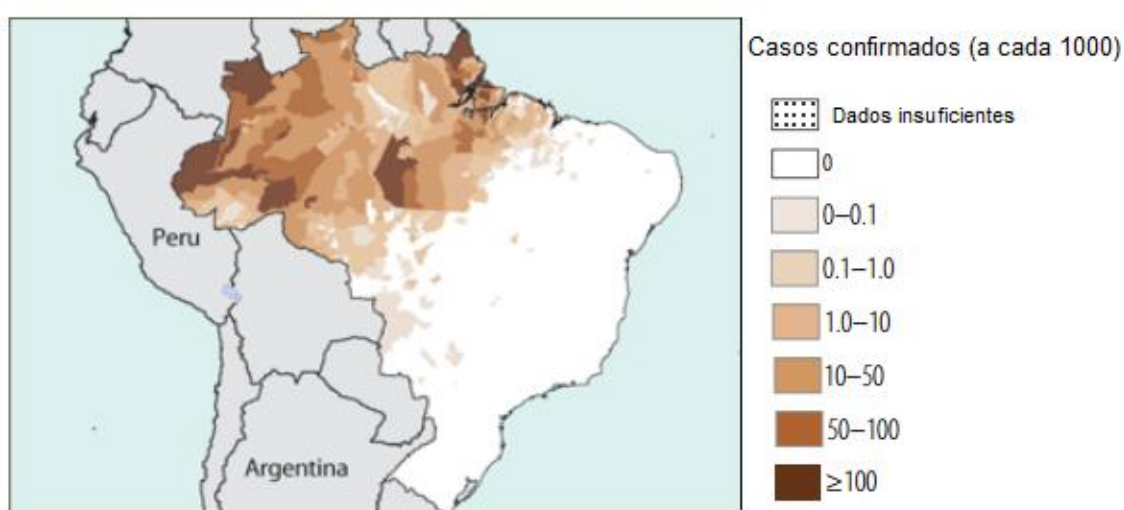 Casos confirmados (a cada 1000)
Dados insuficientes
0
0–0.1
0.1–1.0
1.0–10
10–50
50–100
≥100
Peru
Argentina